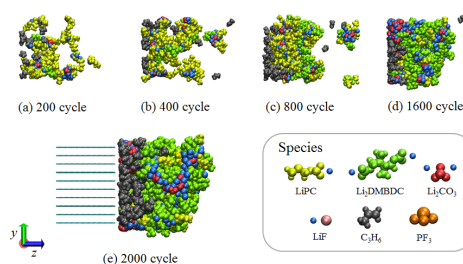 (a) 200 cycle
(b) 400 cycle
(c) 800 cycle
(d) 1600 cycle
(e) 2000 cycle
y
z
Species
LiPC
Li₂DMBDC
Li₂CO₃
LiF
C₃H₆
PF₃